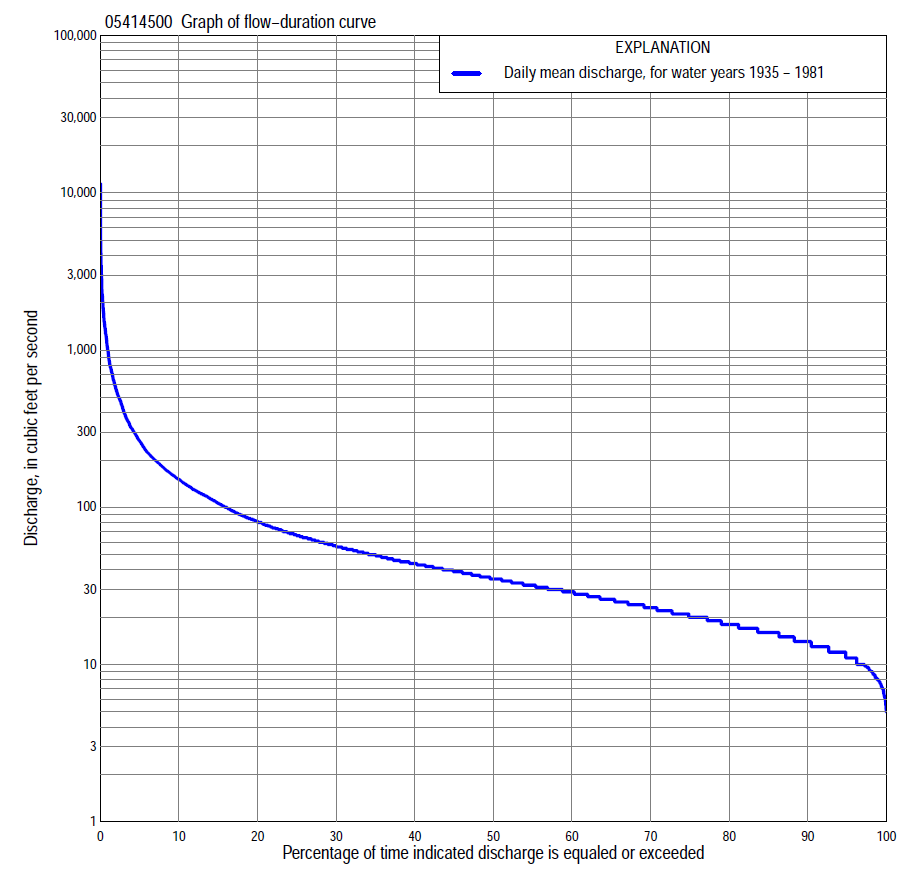 05414500 Graph of flow−duration curve
EXPLANATION
Daily mean discharge, for water years 1935 − 1981
Discharge, in cubic feet per second
100,000
30,000
10,000
3,000
1,000
300
100
30
10
3
1
0 10 20 30 40 50 60 70 80 90 100
Percentage of time indicated discharge is equaled or exceeded